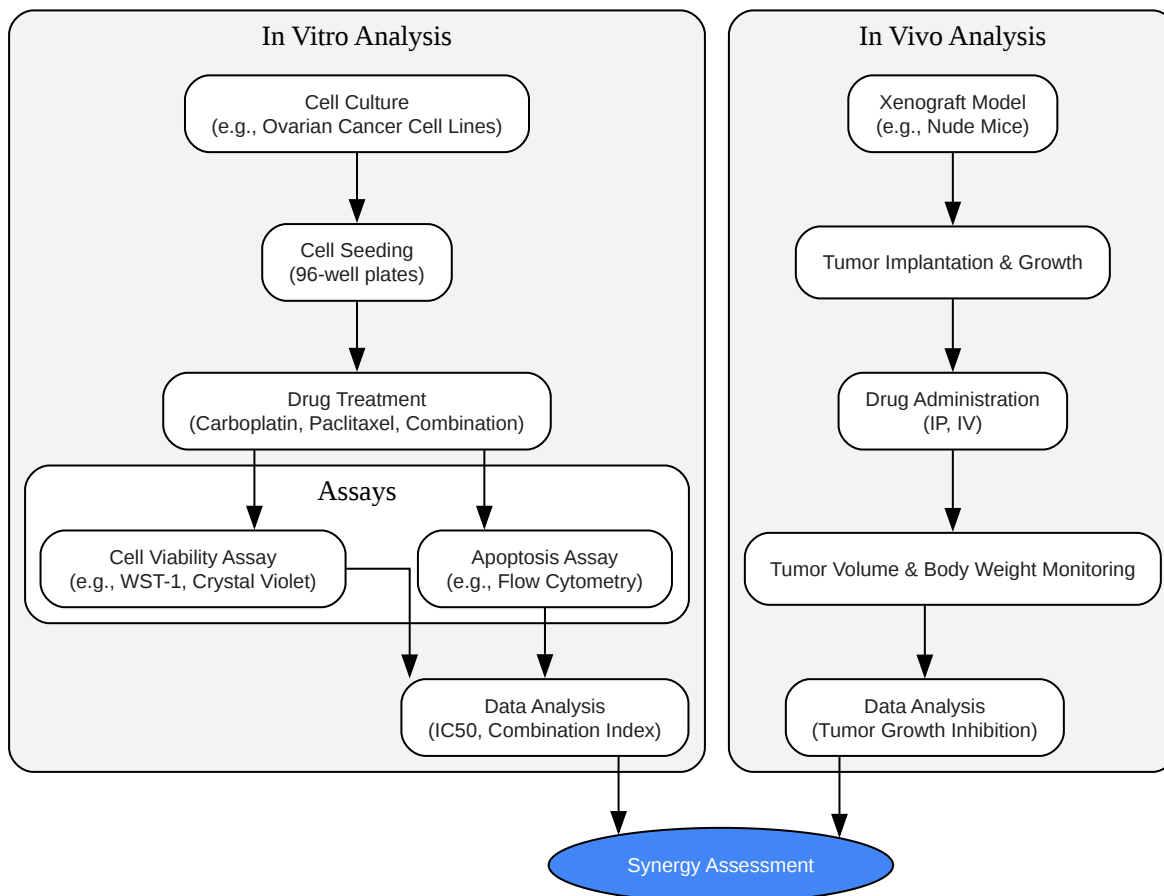 In Vitro Analysis
Cell Culture
(e.g., Ovarian Cancer Cell Lines)
Cell Seeding
(96-well plates)
Drug Treatment
(Carboplatin, Paclitaxel, Combination)
Assays
Cell Viability Assay
(e.g., WST-1, Crystal Violet)
Apoptosis Assay
(e.g., Flow Cytometry)
Data Analysis
(IC50, Combination Index)
In Vivo Analysis
Xenograft Model
(e.g., Nude Mice)
Tumor Implantation & Growth
Drug Administration
(IP, IV)
Tumor Volume & Body Weight Monitoring
Data Analysis
(Tumor Growth Inhibition)
Synergy Assessment